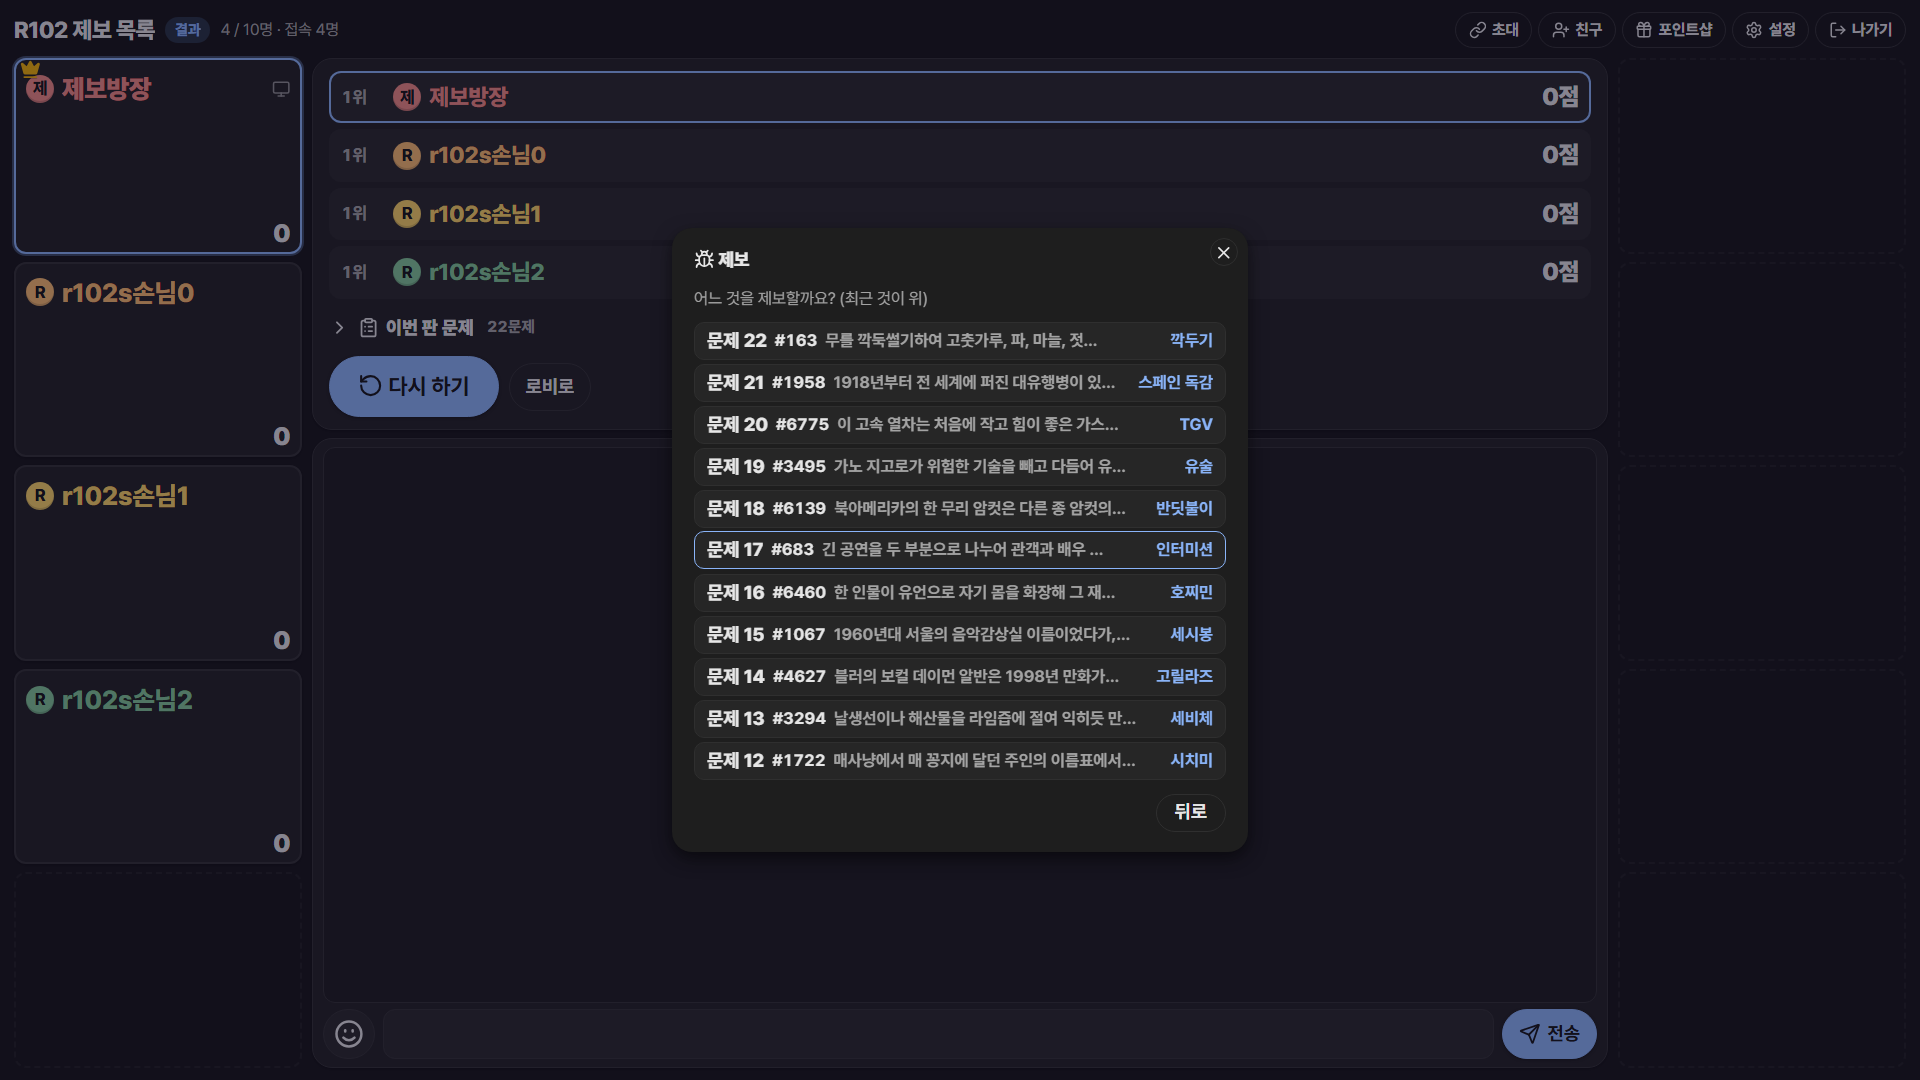 R102 제보 목록 결과 4 / 10명 · 접속 4명
초대 친구 포인트샵 설정 나가기
제 제보방장
0
R r102s손님0
0
R r102s손님1
0
R r102s손님2
0
1위 제 제보방장 0점
1위 R r102s손님0 0점
1위 R r102s손님1 0점
1위 R r102s손님2 0점
이번 판 문제 22문제
다시 하기 로비로
제보
어느 것을 제보할까요? (최근 것이 위)
문제 22 #163 무를 깍둑썰기하여 고춧가루, 파, 마늘, 젓... 깍두기
문제 21 #1958 1918년부터 전 세계에 퍼진 대유행병이 있... 스페인 독감
문제 20 #6775 이 고속 열차는 처음에 작고 힘이 좋은 가스... TGV
문제 19 #3495 가노 지고로가 위험한 기술을 빼고 다듬어 유... 유술
문제 18 #6139 북아메리카의 한 무리 암컷은 다른 종 암컷의... 반딧불이
문제 17 #683 긴 공연을 두 부분으로 나누어 관객과 배우 ... 인터미션
문제 16 #6460 한 인물이 유언으로 자기 몸을 화장해 그 재... 호찌민
문제 15 #1067 1960년대 서울의 음악감상실 이름이었다가,... 세시봉
문제 14 #4627 블러의 보컬 데이먼 알반은 1998년 만화가... 고릴라즈
문제 13 #3294 날생선이나 해산물을 라임즙에 절여 익히듯 만... 세비체
문제 12 #1722 매사냥에서 매 꽁지에 달던 주인의 이름표에서... 시치미
뒤로
전송